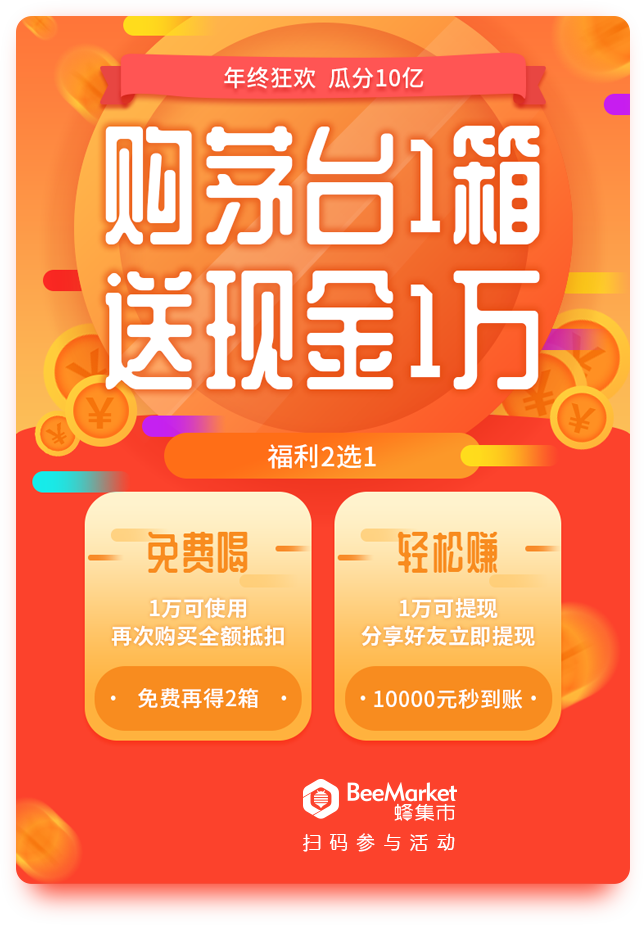 年终狂欢 瓜分10亿
购茅台1箱
送现金1万
福利2选1
免费喝
1万可使用
再次购买全额抵扣
· 免费再得2箱 ·
轻松赚
1万可提现
分享好友立即提现
·10000元秒到账·
BeeMarket
蜂集市
扫码参与活动